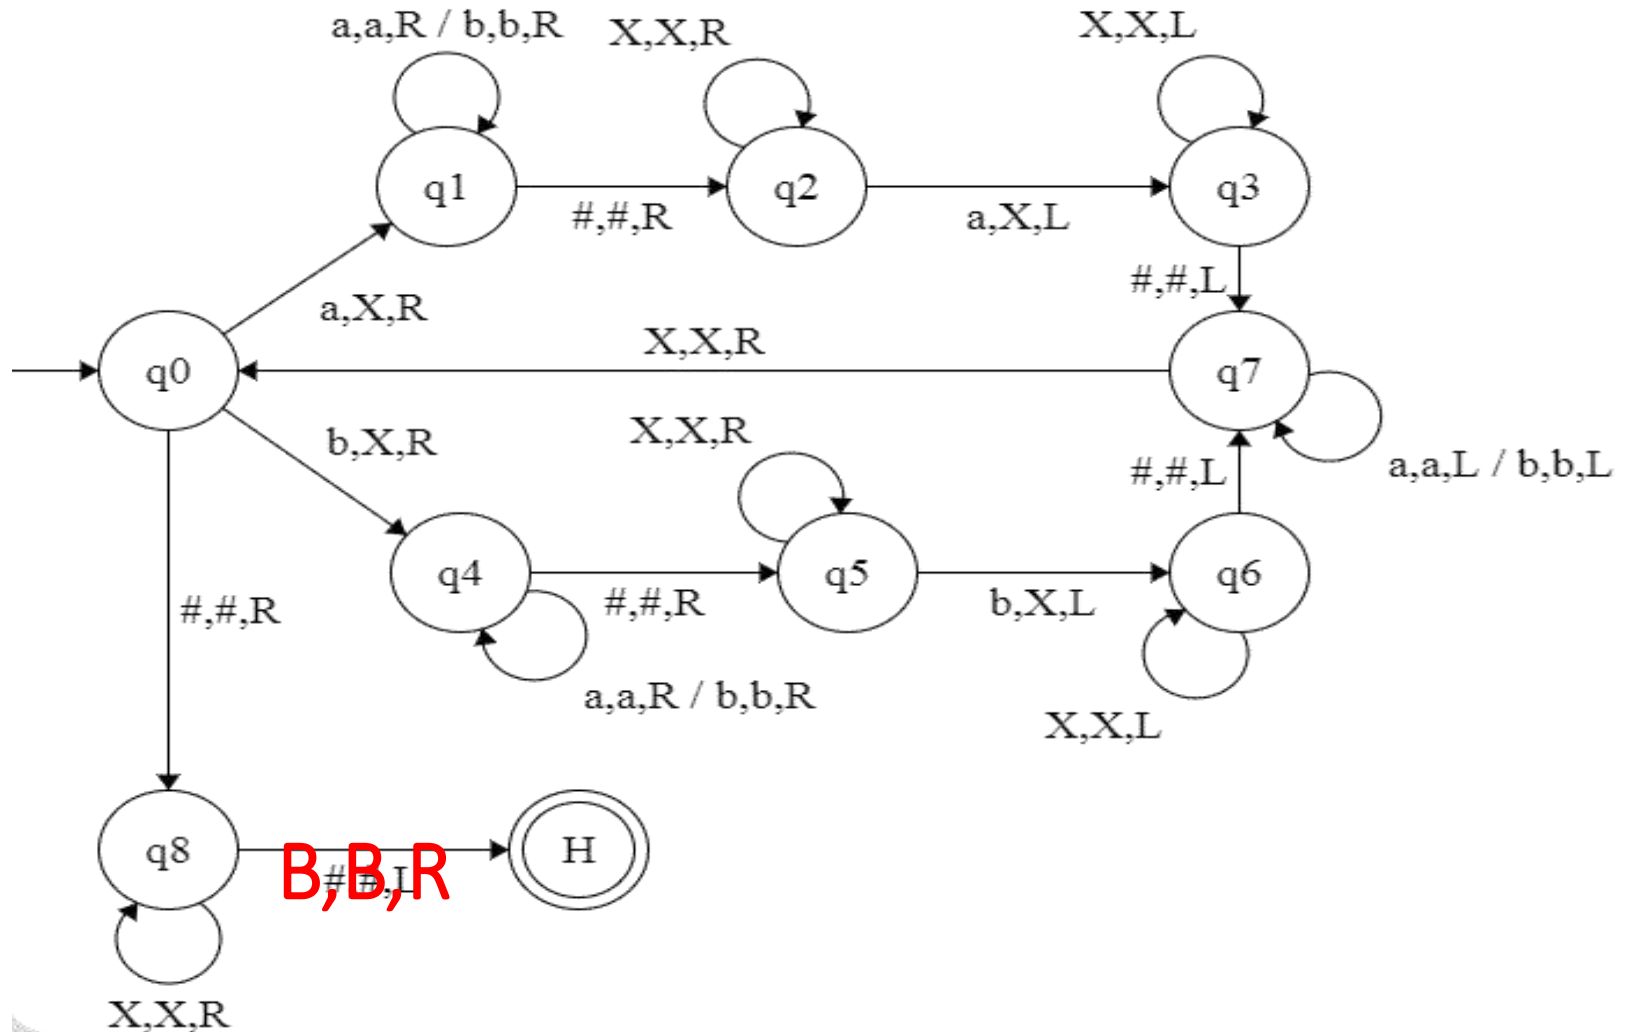 a,a,R / b,b,R
X,X,R
X,X,L
q1
q2
q3
#,#,R
a,X,L
#,#,L
a,X,R
X,X,R
q0
q7
b,X,R
X,X,R
#,#,L
a,a,L / b,b,L
q4
q5
q6
#,#,R
#,#,R
b,X,L
a,a,R / b,b,R
X,X,L
q8
B,B,R
#,#,L
H
X,X,R